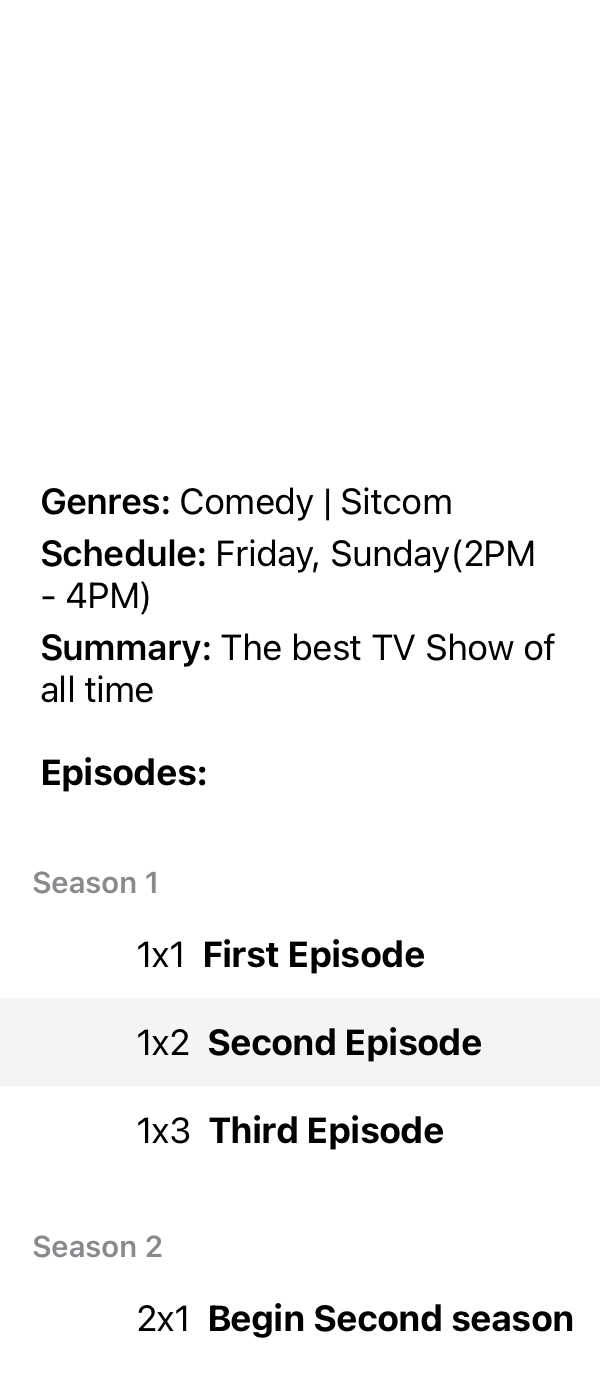 Genres: Comedy | Sitcom
Schedule: Friday, Sunday(2PM
- 4PM)
Summary: The best TV Show of
all time
Episodes:
Season 1
1x1 First Episode
1x2 Second Episode
1x3 Third Episode
Season 2
2x1 Begin Second season